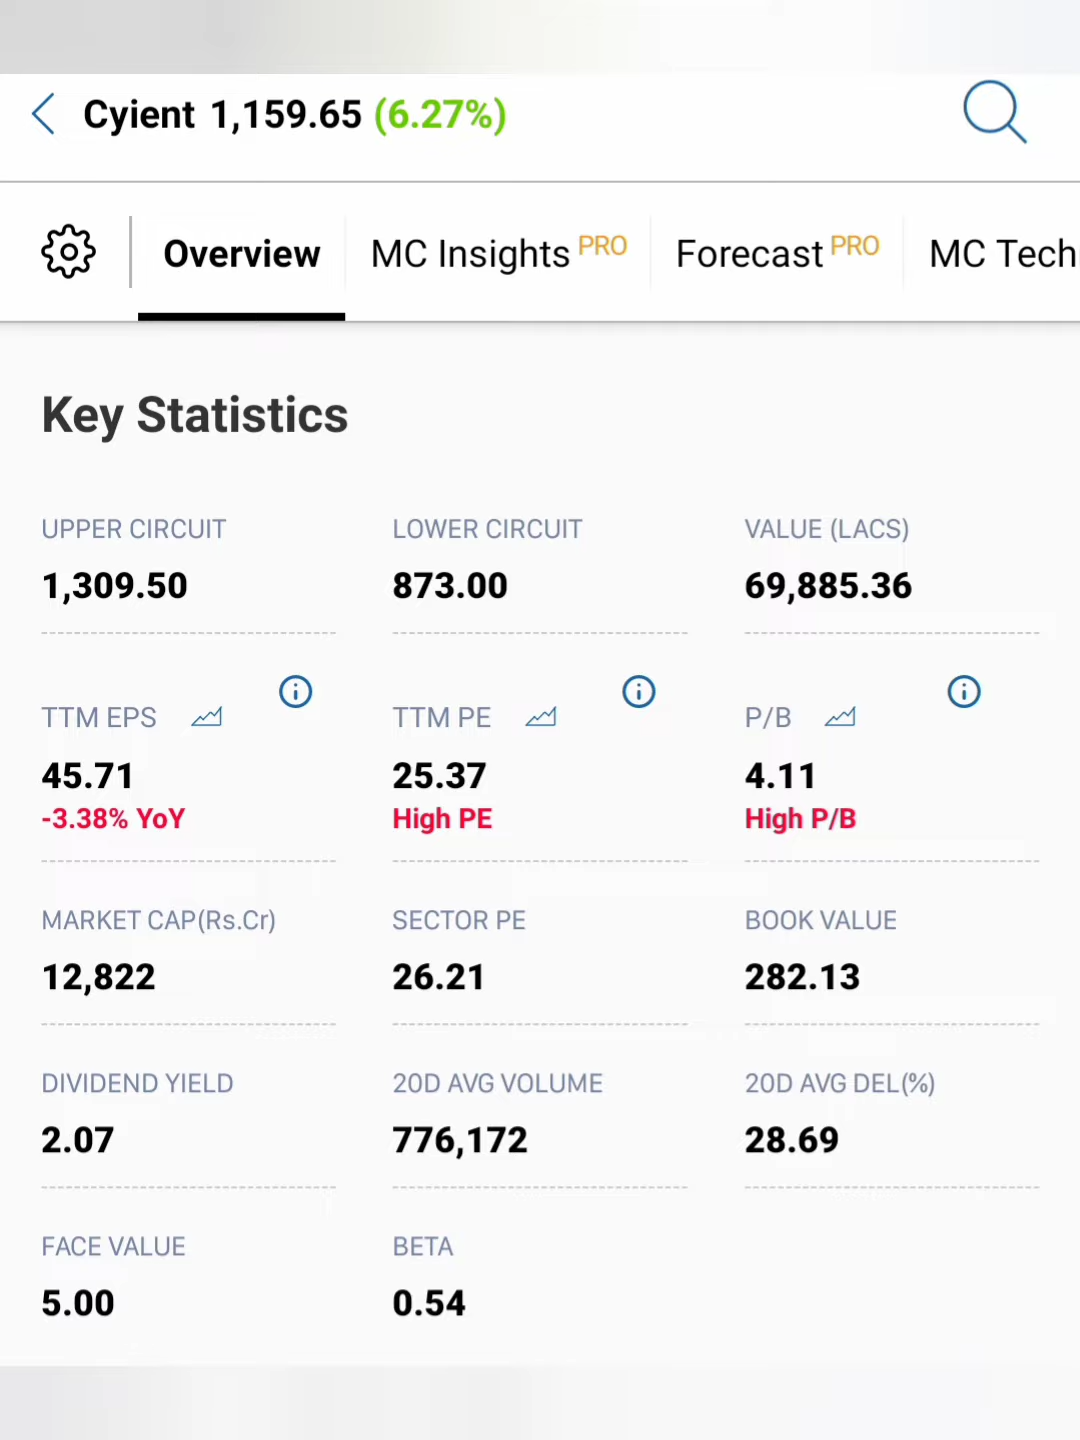 Cyient 1,159.65 (6.27%)
Overview MC Insights PRO Forecast PRO MC Tech
Key Statistics
UPPER CIRCUIT LOWER CIRCUIT VALUE (LACS)
1,309.50 873.00 69,885.36
TTM EPS TTM PE P/B
45.71 25.37 4.11
-3.38% YoY High PE High P/B
MARKET CAP(Rs.Cr) SECTOR PE BOOK VALUE
12,822 26.21 282.13
DIVIDEND YIELD 20D AVG VOLUME 20D AVG DEL(%)
2.07 776,172 28.69
FACE VALUE BETA
5.00 0.54